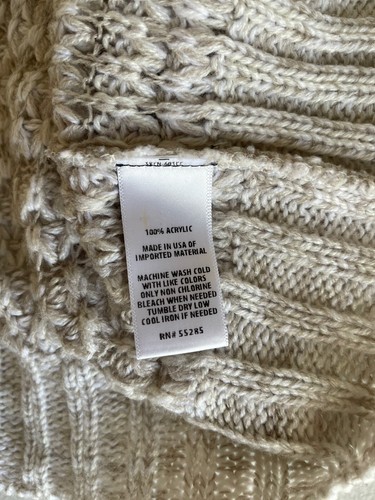 100% ACRYLIC
MADE IN USA OF
IMPORTED MATERIAL
MACHINE WASH COLD
WITH LIKE COLORS
ONLY NON CHLORINE
BLEACH WHEN NEEDED
TUMBLE DRY LOW
COOL IRON IF NEEDED
RN# 55285